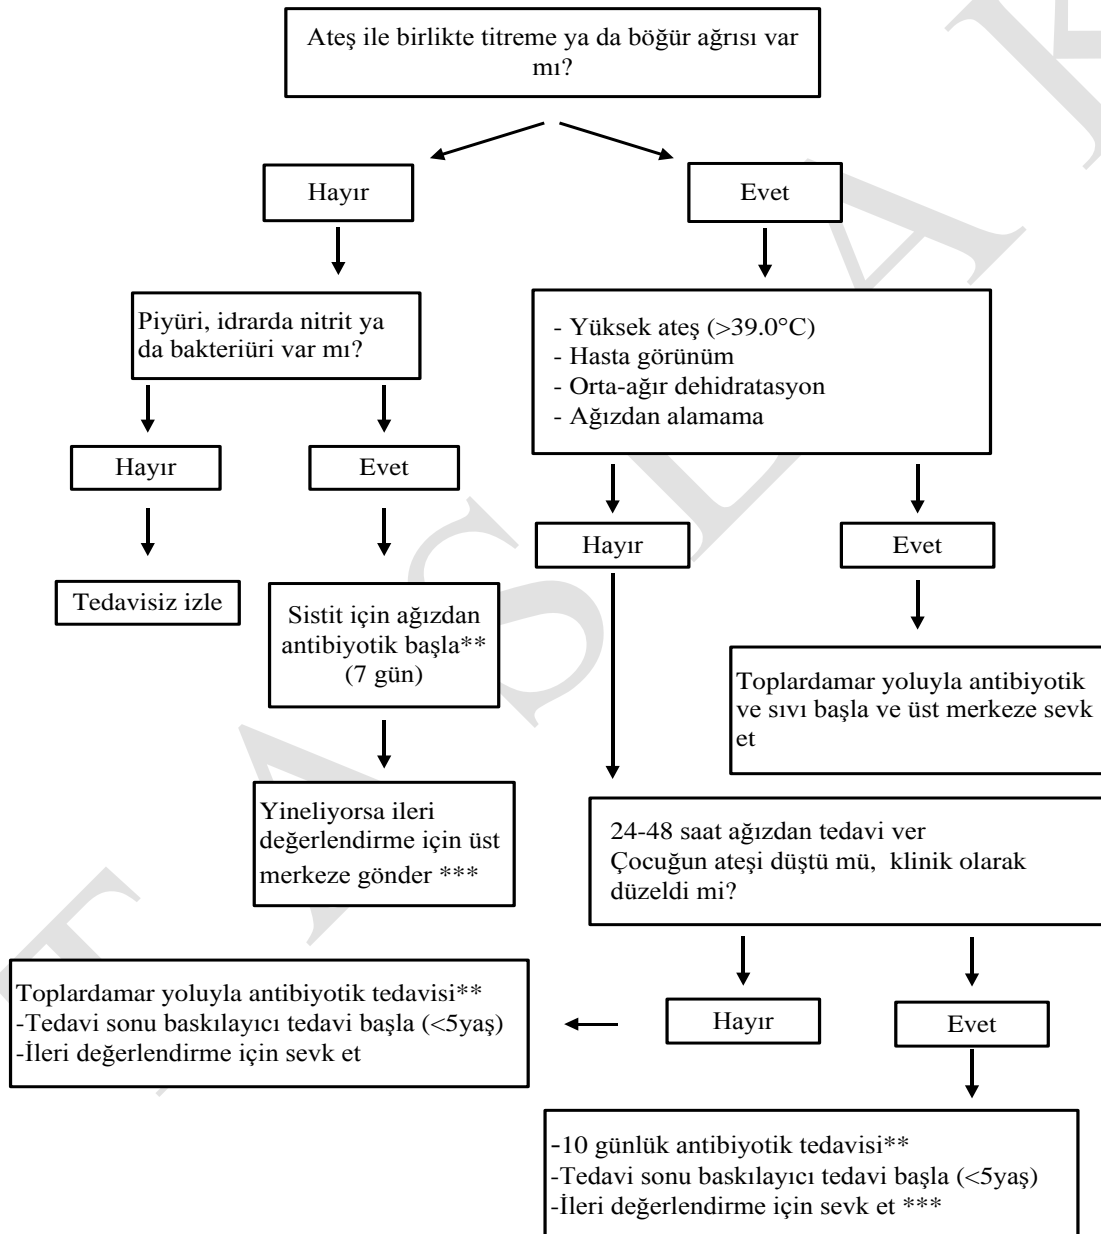 Ateş ile birlikte titreme ya da böğür ağrısı var
mı?
Hayır
Evet
Piyüri, idrarda nitrit ya
da bakteriüri var mı?
- Yüksek ateş (>39.0°C)
- Hasta görünüm
- Orta-ağır dehidratasyon
- Ağızdan alamama
Hayır
Evet
Hayır
Evet
Tedavisiz izle
Sistit için ağızdan
antibiyotik başla**
(7 gün)
Toplardamar yoluyla antibiyotik
ve sıvı başla ve üst merkeze sevk
et
Yineliyorsa ileri
değerlendirme için üst
merkeze gönder ***
24-48 saat ağızdan tedavi ver
Çocuğun ateşi düştü mü, klinik olarak
düzeldi mi?
Toplardamar yoluyla antibiyotik tedavisi**
-Tedavi sonu baskılayıcı tedavi başla (<5yaş)
-İleri değerlendirme için sevk et
Hayır
Evet
-10 günlük antibiyotik tedavisi**
-Tedavi sonu baskılayıcı tedavi başla (<5yaş)
-İleri değerlendirme için sevk et ***
TASLAK